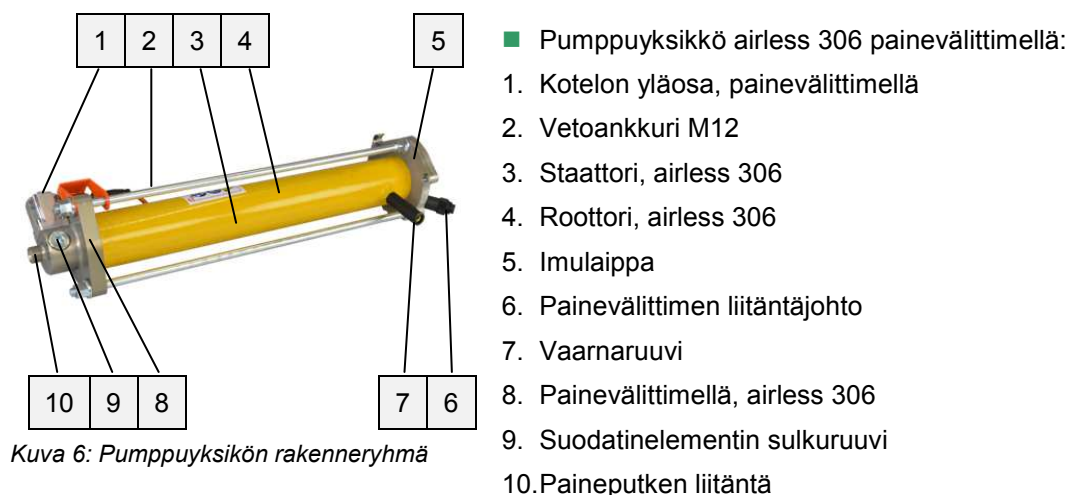 1 2 3 4 5
10 9 8 7 6
Kuva 6: Pumppuyksikön rakenneryhmä
Pumppuyksikkö airless 306 painevälittimellä:
1. Kotelon yläosa, painevälittimellä
2. Vetoankkuri M12
3. Staattori, airless 306
4. Roottori, airless 306
5. Imulaippa
6. Painevälittimen liitäntäjohto
7. Vaarnaruuvi
8. Painevälittimellä, airless 306
9. Suodatinelementin sulkuruuvi
10.Paineputken liitäntä